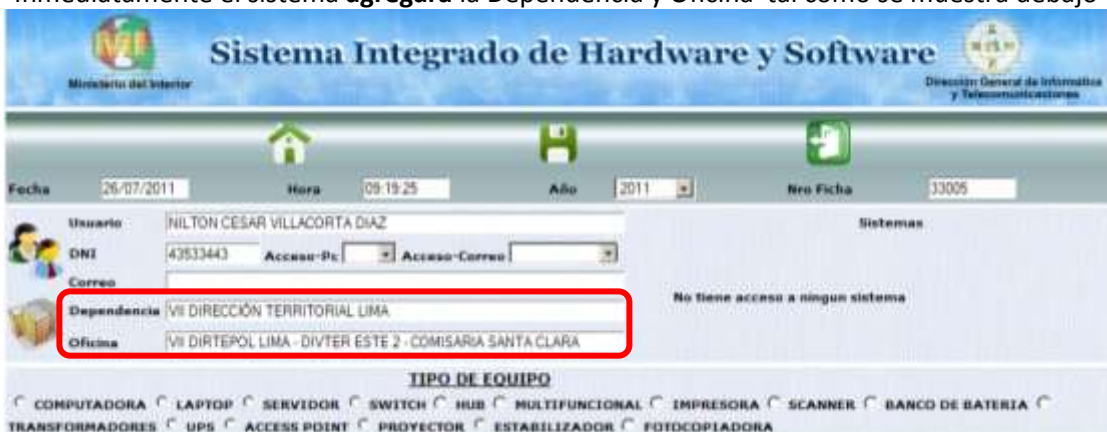 Inmediatamente el sistema agregara la Dependencia y Oficina tal como se muestra debajo
Sistema Integrado de Hardware y Software
Ministerio del Interior
Dirección General de Informática
y Telecomunicaciones
Fecha 26/07/2011 Hora 09:19:25 Año 2011 Nro Ficha 33005
Usuario NILTON CESAR VILLACORTA DIAZ Sistemas
DNI 43533443 Acceso-Pc Acceso-Correo
Correo
No tiene acceso a ningun sistema
Dependencia VII DIRECCIÓN TERRITORIAL LIMA
Oficina VII DIRTEPOL LIMA - DIVTER ESTE 2 - COMISARIA SANTA CLARA
TIPO DE EQUIPO
COMPUTADORA LAPTOP SERVIDOR SWITCH HUB MULTIFUNCIONAL IMPRESORA SCANNER BANCO DE BATERIA
TRANSFORMADORES UPS ACCESS POINT PROYECTOR ESTABILIZADOR FOTOCOPIADORA